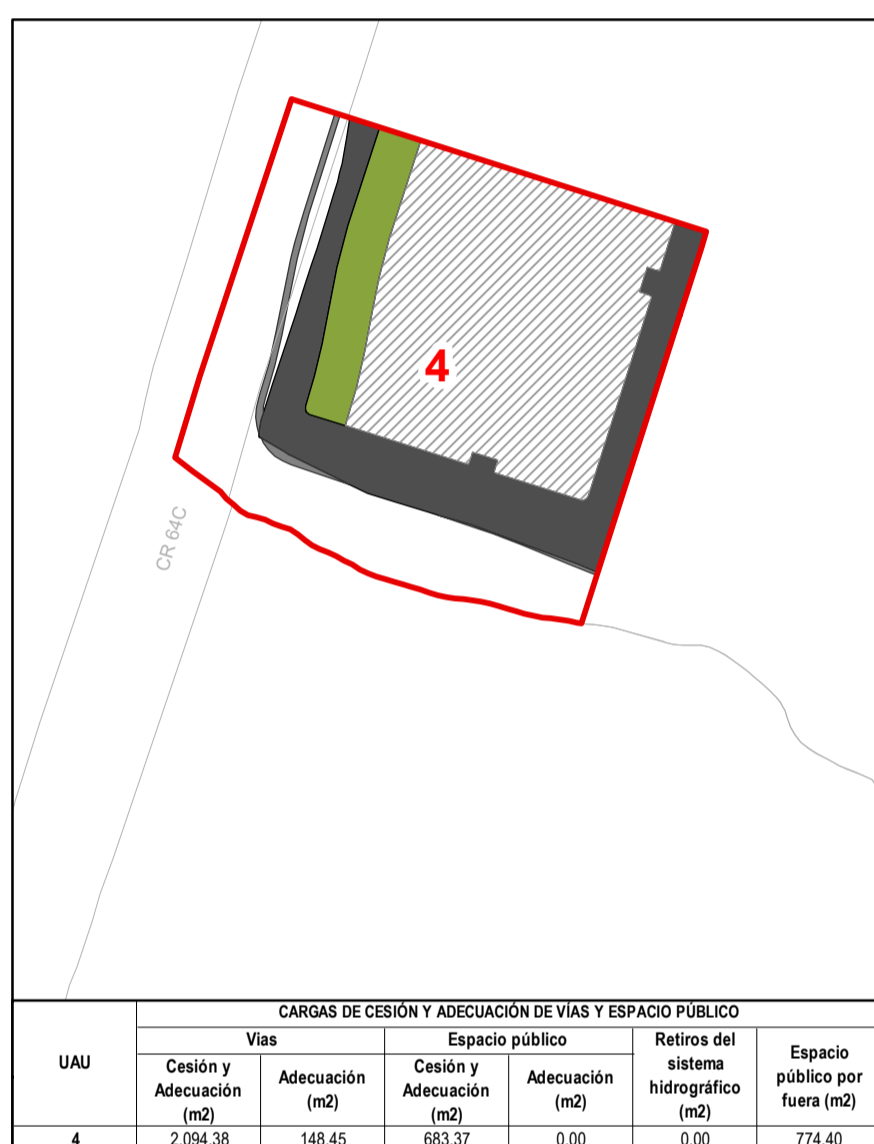 4
CR 64C
CARGAS DE CESIÓN Y ADECUACIÓN DE VÍAS Y ESPACIO PÚBLICO
UAU
Vias
Espacio público
Retiros del
sistema
hidrográfico
(m2)
Espacio
público por
fuera (m2)
Cesión y
Adecuación
(m2)
Adecuación
(m2)
Cesión y
Adecuación
(m2)
Adecuación
(m2)
4 2,094.38 148.45 683.37 0.00 0.00 774.40